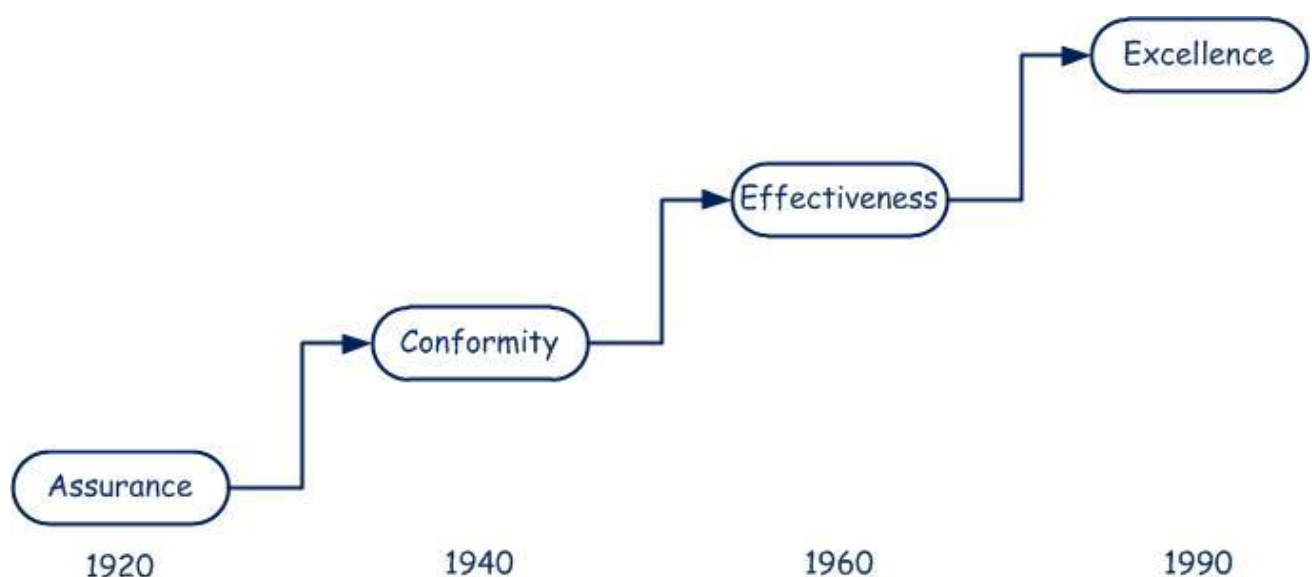 Excellence
Effectiveness
Conformity
Assurance
1920 1940 1960 1990